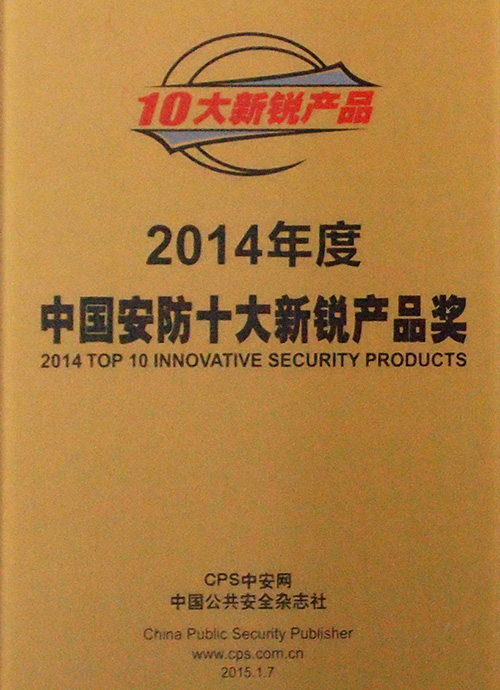 10大新锐产品
2014年度
中国安防十大新锐产品奖
2014 TOP 10 INNOVATIVE SECURITY PRODUCTS
CPS中安网
中国公共安全杂志社
China Public Security Publisher
www.cps.com.cn
2015.1.7